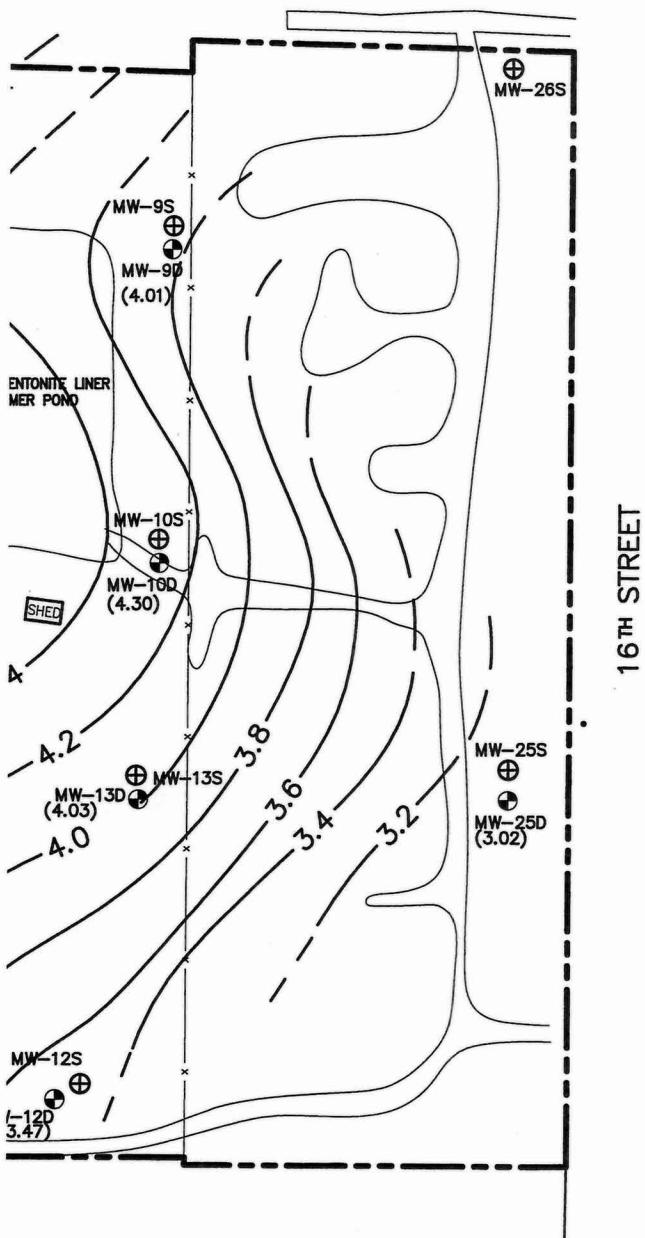 MW-26S
MW-9S
MW-9D
(4.01)
ENTONITE LINER
MER POND
MW-10S
MW-10D
(4.30)
SHED
16TH STREET
4
4.2
3.8
MW-25S
MW-13S
MW-13D
(4.03)
3.6
MW-25D
(3.02)
3.4
3.2
4.0
MW-12S
-12D
3.47)